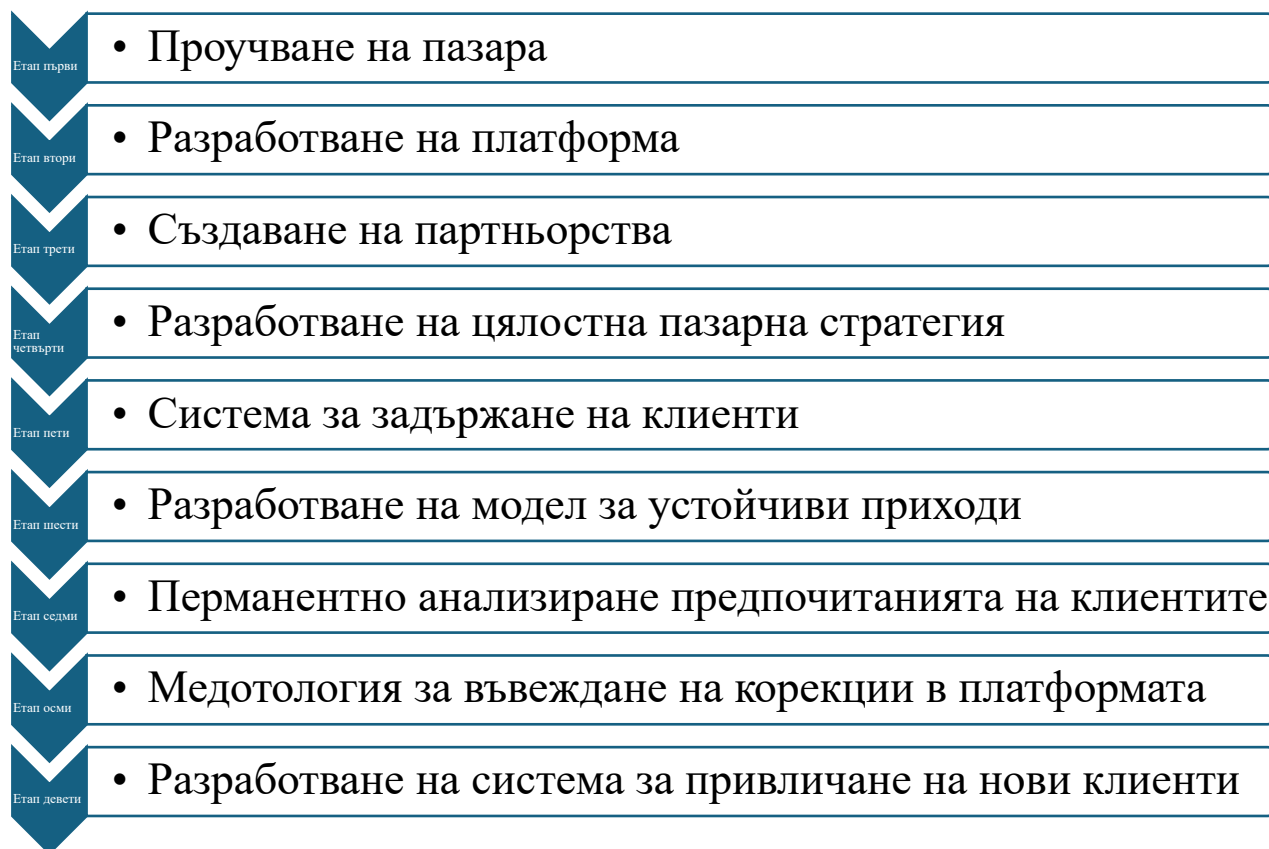 Етап първи
• Проучване на пазара
Етап втори
• Разработване на платформа
Етап трети
• Създаване на партньорства
Етап
четвърти
• Разработване на цялостна пазарна стратегия
Етап пети
• Система за задържане на клиенти
Етап шести
• Разработване на модел за устойчиви приходи
Етап седми
• Перманентно анализиране предпочитанията на клиентите
Етап осми
• Медотология за въвеждане на корекции в платформата
Етап девети
• Разработване на система за привличане на нови клиенти